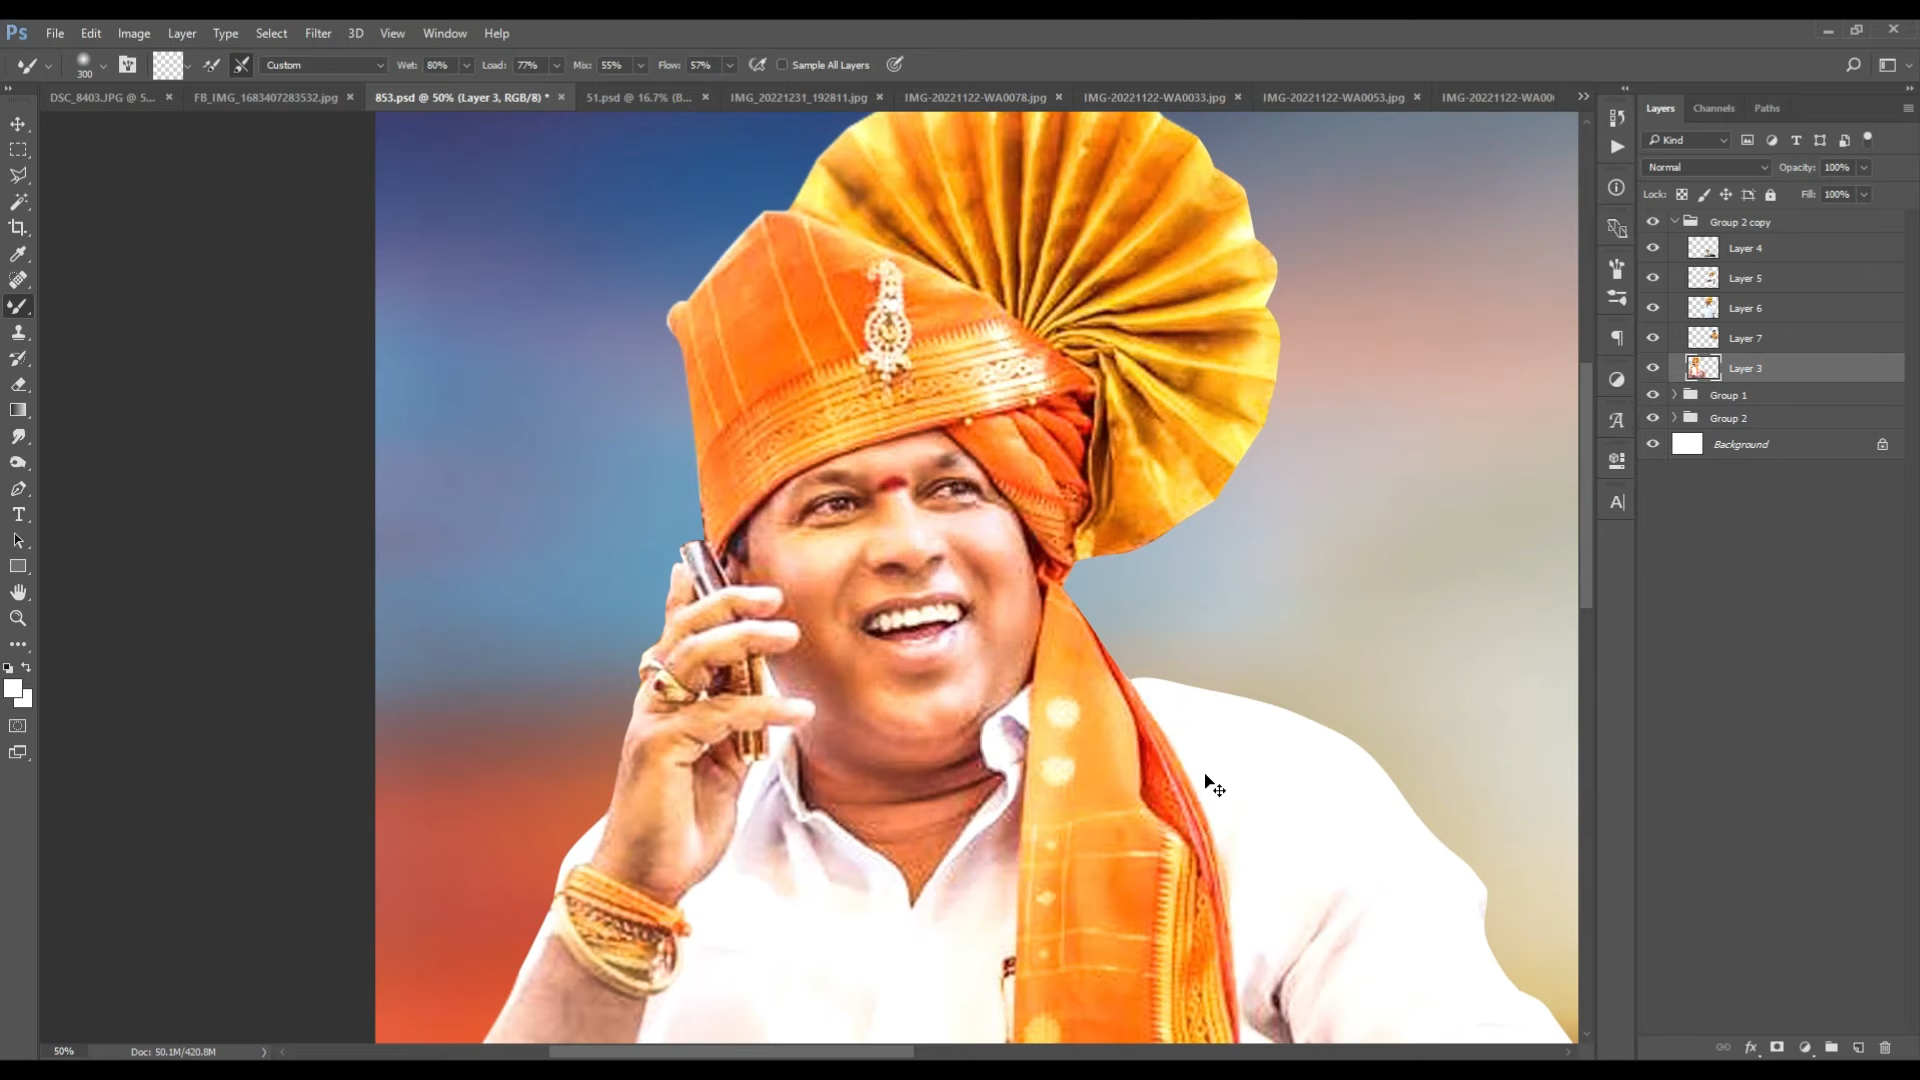 Ps File Edit Image Layer Type Select Filter 3D View Window Help
300 Custom Wet: 80% Load: 77% Mix: 55% Flow: 57% Sample All Layers
DSC_8403.JPG @ 5... FB_IMG_1683407283532.jpg 853.psd @ 50% (Layer 3, RGB/8) * 51.psd @ 16.7% (B... IMG_20221231_192811.jpg IMG-20221122-WA0078.jpg IMG-20221122-WA0033.jpg IMG-20221122-WA0053.jpg IMG-20221122-WA00
Layers Channels Paths
Kind
Normal Opacity: 100%
Lock: Fill: 100%
Group 2 copy
Layer 4
Layer 5
Layer 6
Layer 7
Layer 3
Group 1
Group 2
Background
50% Doc: 50.1M/420.8M